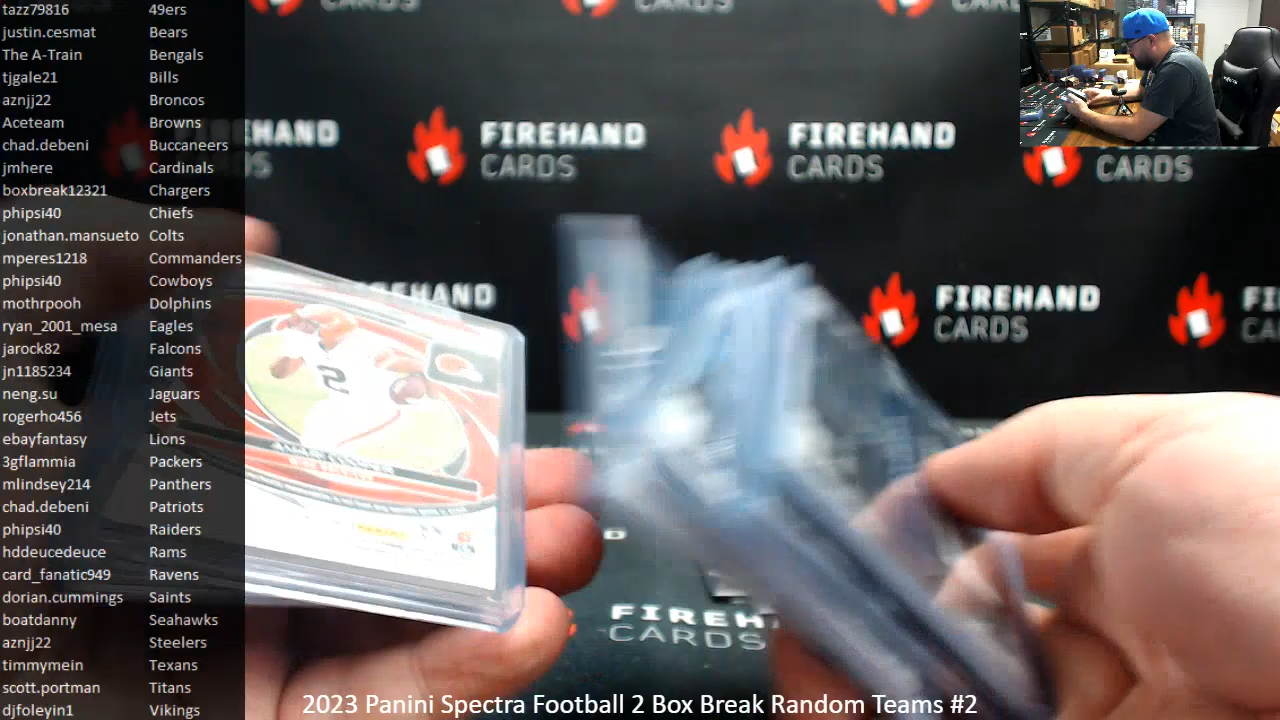 tazz79816 49ers
justin.cesmat Bears
The A-Train Bengals
tjgale21 Bills
aznjj22 Broncos
Aceteam Browns
chad.debeni Buccaneers
jmhere Cardinals
boxbreak12321 Chargers
phipsi40 Chiefs
jonathan.mansueto Colts
mperes1218 Commanders
phipsi40 Cowboys
mothrpooh Dolphins
ryan_2001_mesa Eagles
jarock82 Falcons
jn1185234 Giants
neng.su Jaguars
rogerho456 Jets
ebayfantasy Lions
3gflammia Packers
mlindsey214 Panthers
chad.debeni Patriots
phipsi40 Raiders
hddeucedeuce Rams
card_fanatic949 Ravens
dorian.cummings Saints
boatdanny Seahawks
aznjj22 Steelers
timmymein Texans
scott.portman Titans
djfoleyin1 Vikings
CARDS
CARDS
CARDS
FIREHAND
CARDS
FIREHAND
CARDS
CARDS
FIREHAND
CARDS
2
FIREH
CARDS
2023 Panini Spectra Football 2 Box Break Random Teams #2